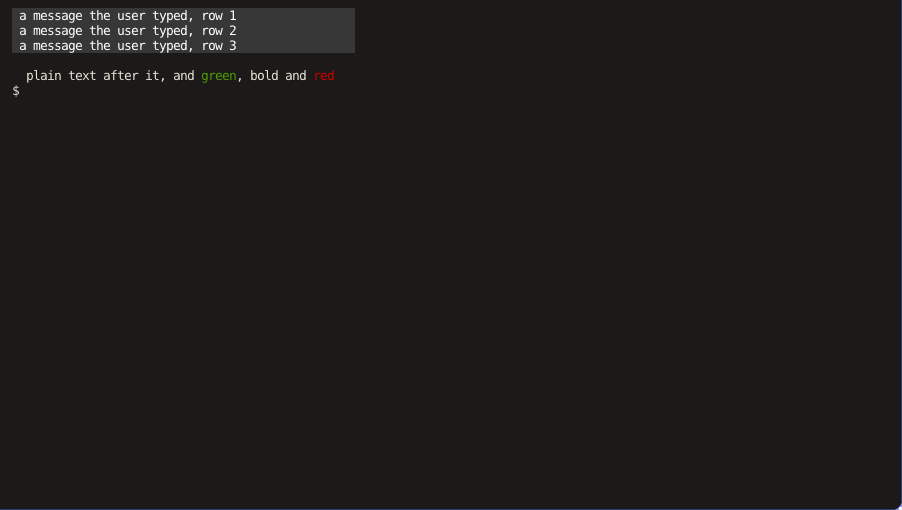 a message the user typed, row 1
a message the user typed, row 2
a message the user typed, row 3
plain text after it, and green, bold and red
$